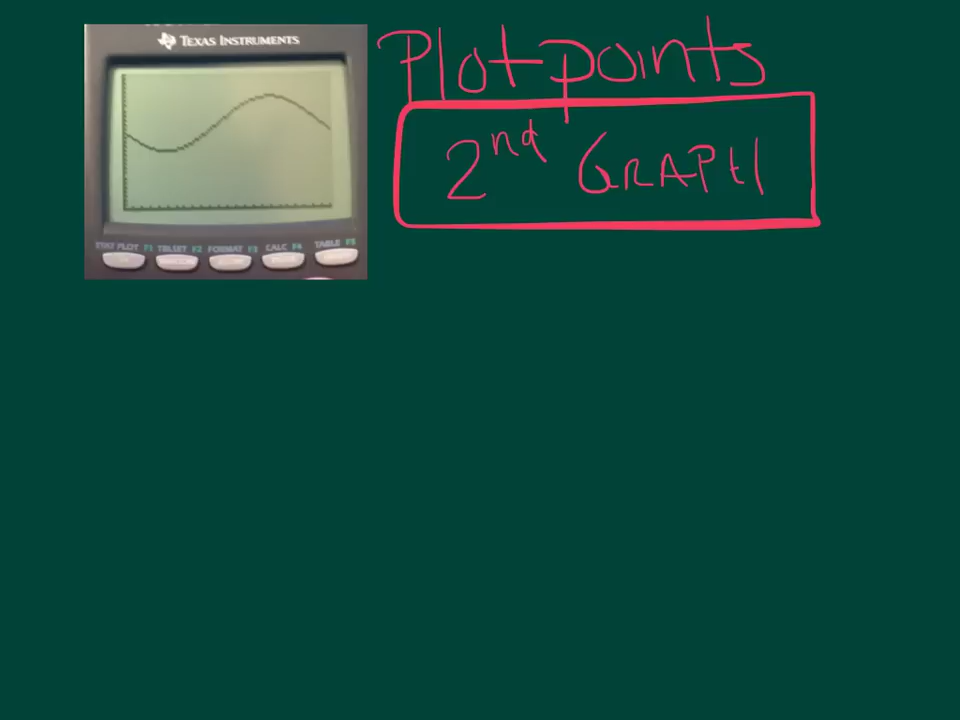 TEXAS INSTRUMENTS
Plot points
2nd GRAPH
STAT PLOT F1 TBLSET F2 FORMAT F3 CALC F4 TABLE F5